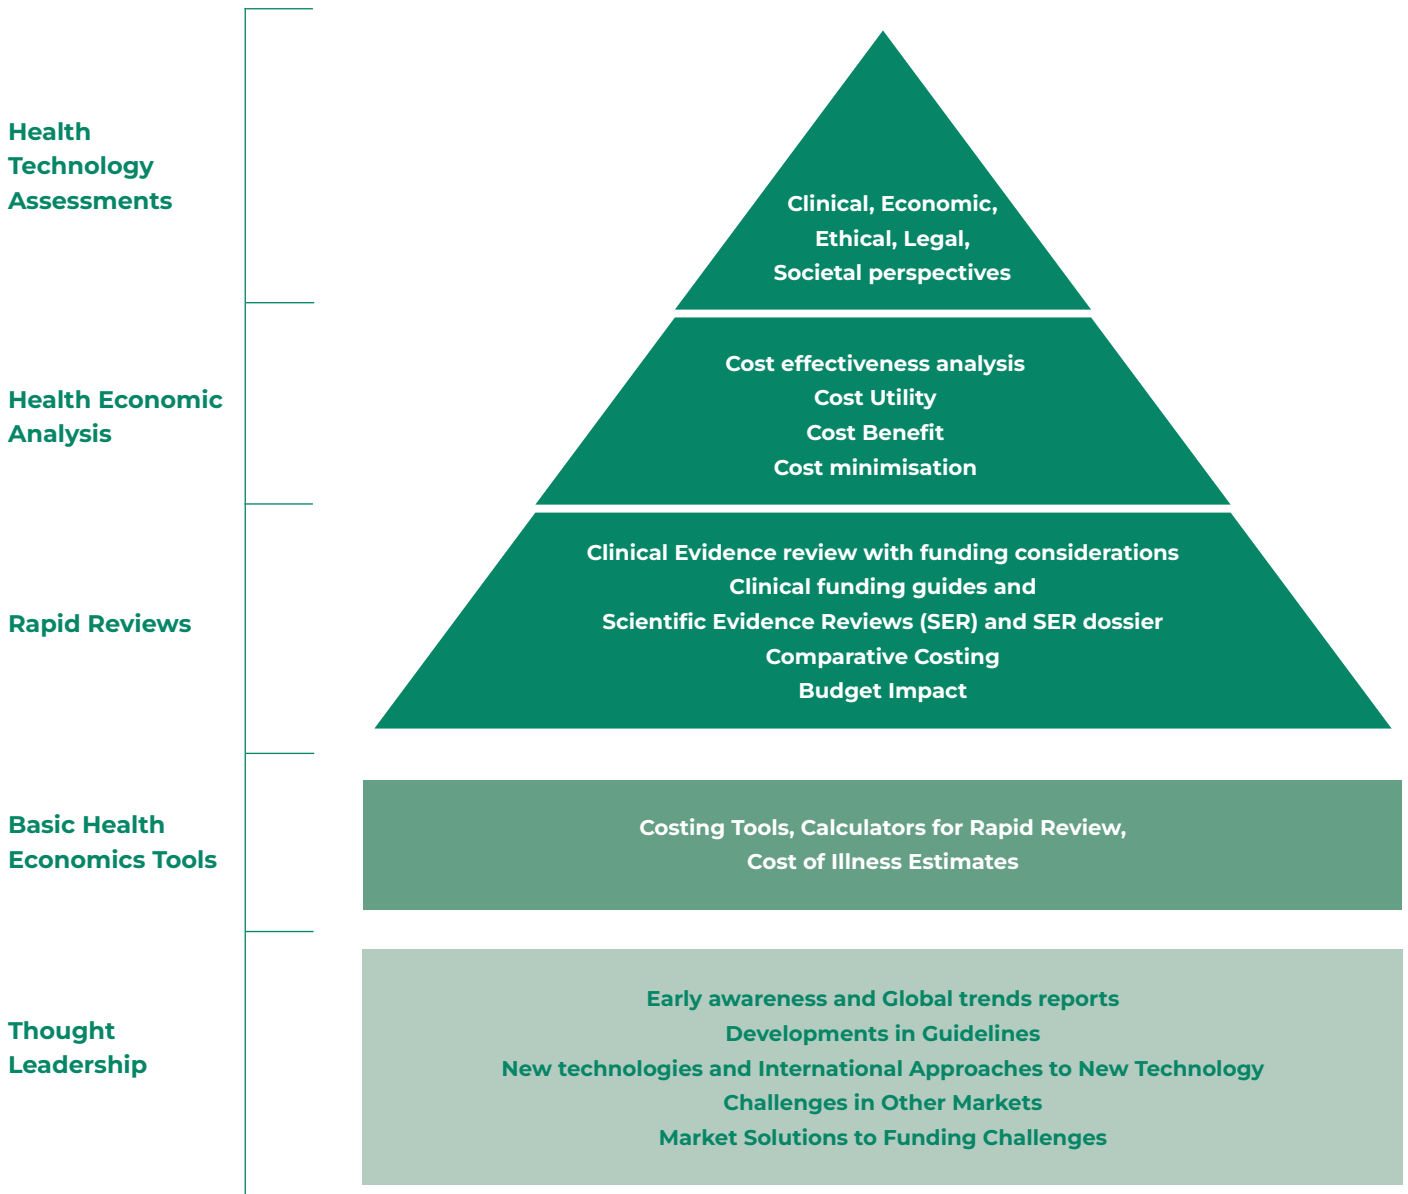 Health
Technology
Assessments
Clinical, Economic,
Ethical, Legal,
Societal perspectives
Health Economic
Analysis
Cost effectiveness analysis
Cost Utility
Cost Benefit
Cost minimisation
Rapid Reviews
Clinical Evidence review with funding considerations
Clinical funding guides and
Scientific Evidence Reviews (SER) and SER dossier
Comparative Costing
Budget Impact
Basic Health
Economics Tools
Costing Tools, Calculators for Rapid Review,
Cost of Illness Estimates
Thought
Leadership
Early awareness and Global trends reports
Developments in Guidelines
New technologies and International Approaches to New Technology
Challenges in Other Markets
Market Solutions to Funding Challenges